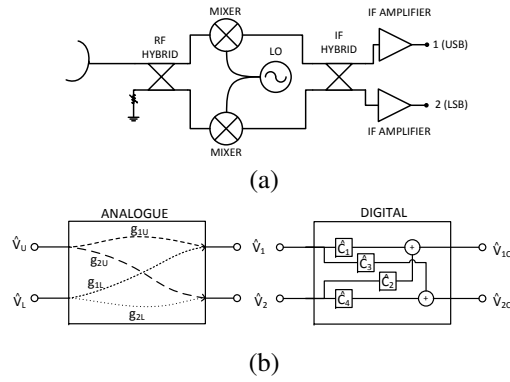 MIXER
RF
HYBRID
LO
IF
HYBRID
IF AMPLIFIER
1 (USB)
2 (LSB)
IF AMPLIFIER
MIXER
(a)
ANALOGUE
DIGITAL
V̂U
g1U
g2U
g1L
g2L
V̂L
V̂1
V̂2
Ĉ1
Ĉ3
Ĉ2
Ĉ4
+
+
V̂1C
V̂2C
(b)